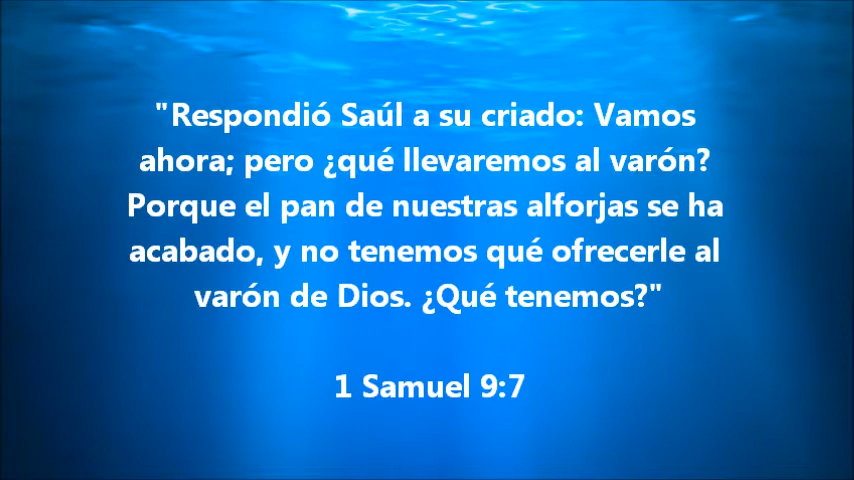 "Respondió Saúl a su criado: Vamos
ahora; pero ¿qué llevaremos al varón?
Porque el pan de nuestras alforjas se ha
acabado, y no tenemos qué ofrecerle al
varón de Dios. ¿Qué tenemos?"
1 Samuel 9:7